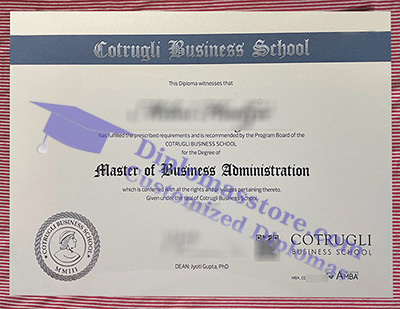 Cotrugli Business School
This Diploma witnesses that
has fulfilled the prescribed requirements and is recommended by the Program Board of the
COTRUGLI BUSINESS SCHOOL
for the Degree of
Master of Business Administration
which is conferred with all the rights and privileges pertaining thereto.
Given under the seal of Cotrugli Business School.
COTRUGLI BUSINESS SCHOOL
MMIII
COTRUGLI
BUSINESS SCHOOL
DEAN: Jyoti Gupta, PhD
MBA_CC
AMBA
Diplomasstore.com
Customized Diplomas